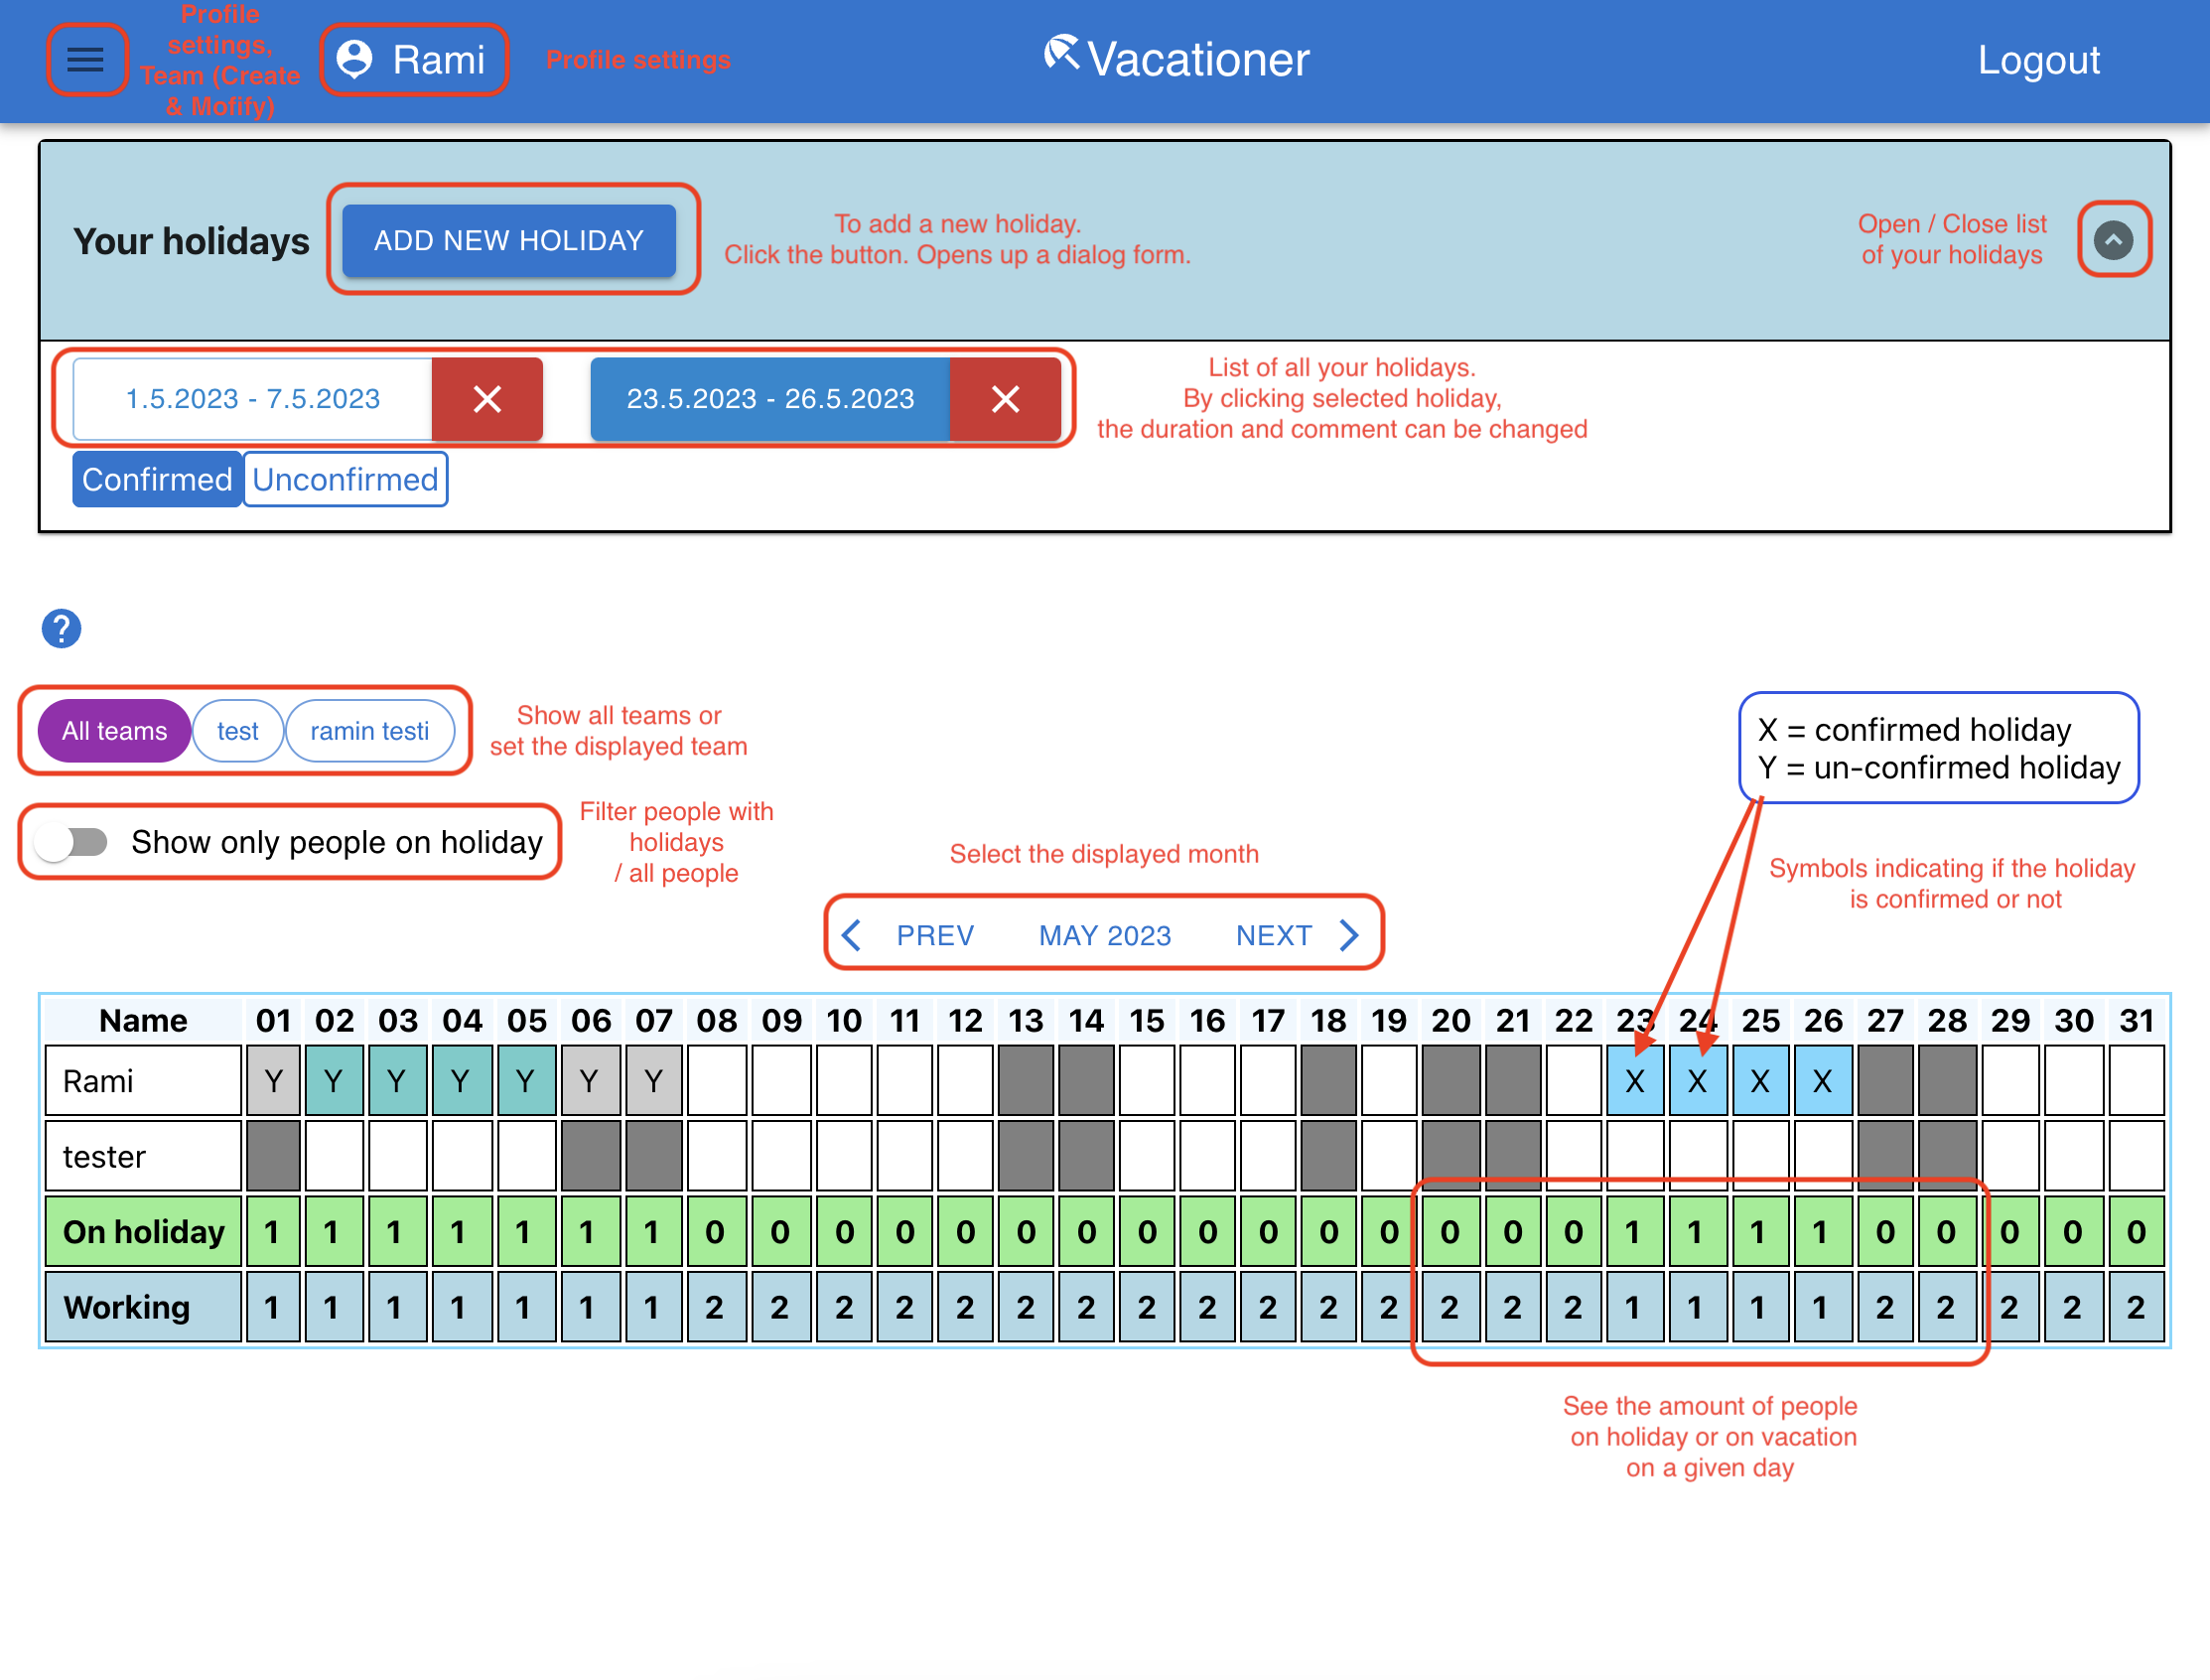 Profile
settings,
Team (Create
& Mofify)
Rami
Profile settings
Vacationer
Logout
Your holidays
ADD NEW HOLIDAY
To add a new holiday.
Click the button. Opens up a dialog form.
Open / Close list
of your holidays
1.5.2023 - 7.5.2023
23.5.2023 - 26.5.2023
List of all your holidays.
By clicking selected holiday,
the duration and comment can be changed
Confirmed Unconfirmed
?
All teams test ramin testi
Show all teams or
set the displayed team
X = confirmed holiday
Y = un-confirmed holiday
Show only people on holiday
Filter people with
holidays
/ all people
Select the displayed month
Symbols indicating if the holiday
is confirmed or not
PREV MAY 2023 NEXT
Name 01 02 03 04 05 06 07 08 09 10 11 12 13 14 15 16 17 18 19 20 21 22 23 24 25 26 27 28 29 30 31
Rami Y Y Y Y Y Y Y X X X X
tester
On holiday 1 1 1 1 1 1 1 0 0 0 0 0 0 0 0 0 0 0 0 0 0 0 1 1 1 1 0 0 0 0 0
Working 1 1 1 1 1 1 1 2 2 2 2 2 2 2 2 2 2 2 2 2 2 2 1 1 1 1 2 2 2 2 2
See the amount of people
on holiday or on vacation
on a given day